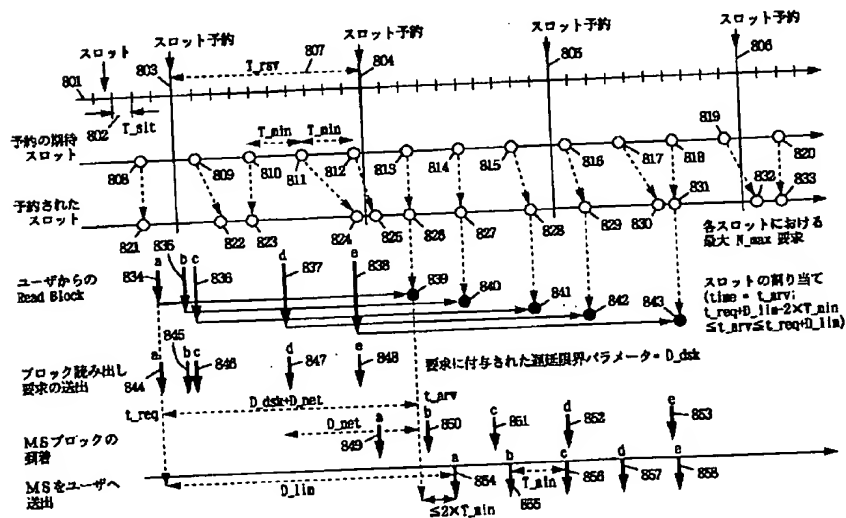 スロット
スロット予約
スロット予約
スロット予約
スロット予約
801
802
803
T_rsv
807
804
805
806
T_slt
予約の期待
スロット
T_min
T_min
808
809
810
811
812
813
814
815
816
817
818
819
820
予約された
スロット
821
822
823
824
825
826
827
828
829
830
831
832
833
各スロットにおける
最大 N_max 要求
ユーザからの
Read Block
a
b
c
d
e
834
835
836
837
838
839
840
841
842
843
スロットの割り当て
(time = t_arv;
t_req+D_lim-2×T_min
≤t_arv≤t_req+D_lim)
ブロック読み出し
要求の送出
a
b
c
d
e
844
845
846
847
848
要求に付与された遅延限界パラメータ= D_dsk
t_req
D_dsk+D_net
t_arv
MSブロックの
到着
D_net
a
b
c
d
e
849
850
851
852
853
MSをユーザへ
送出
D_lim
a
b
c
d
e
T_min
854
855
856
857
858
≤2×T_min